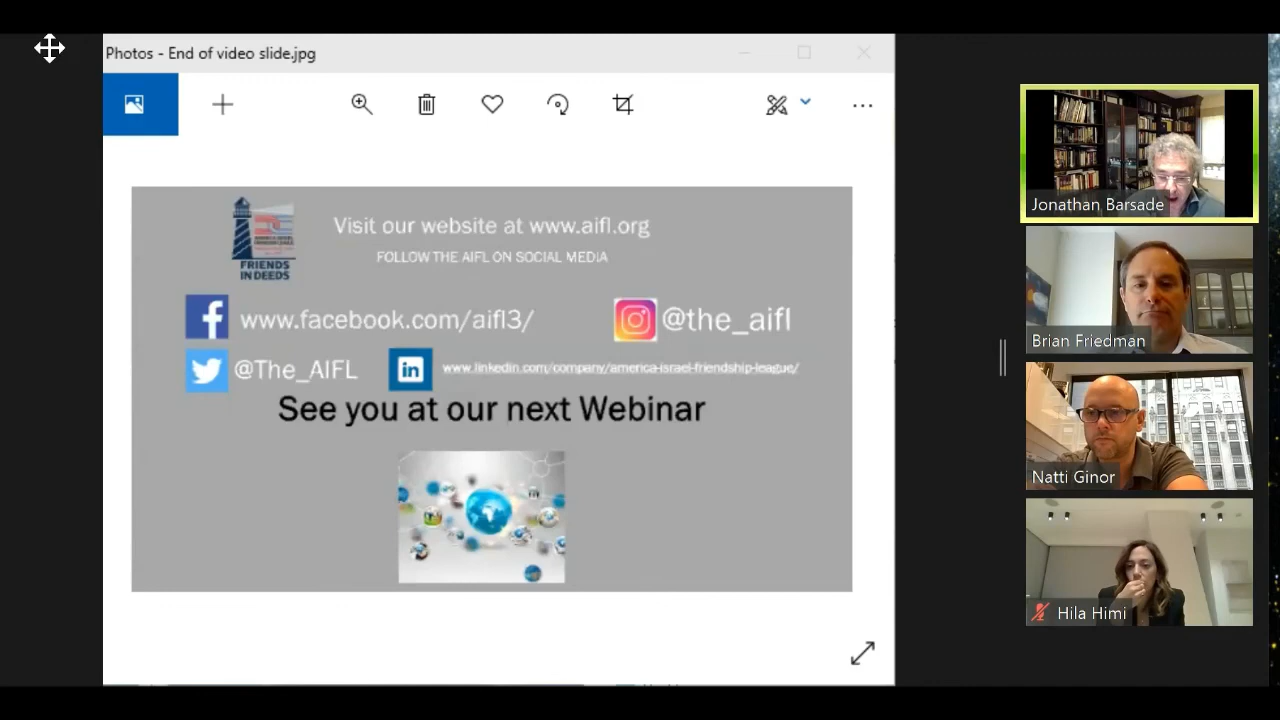 Photos - End of video slide.jpg
Visit our website at www.aifl.org
FOLLOW THE AIFL ON SOCIAL MEDIA
FRIENDS
IN DEEDS
www.facebook.com/aifl3/
@the_aifl
@The_AIFL
in
www.linkedin.com/company/america-israel-friendship-league/
See you at our next Webinar
Jonathan Barsade
Brian Friedman
Natti Ginor
Hila Himi